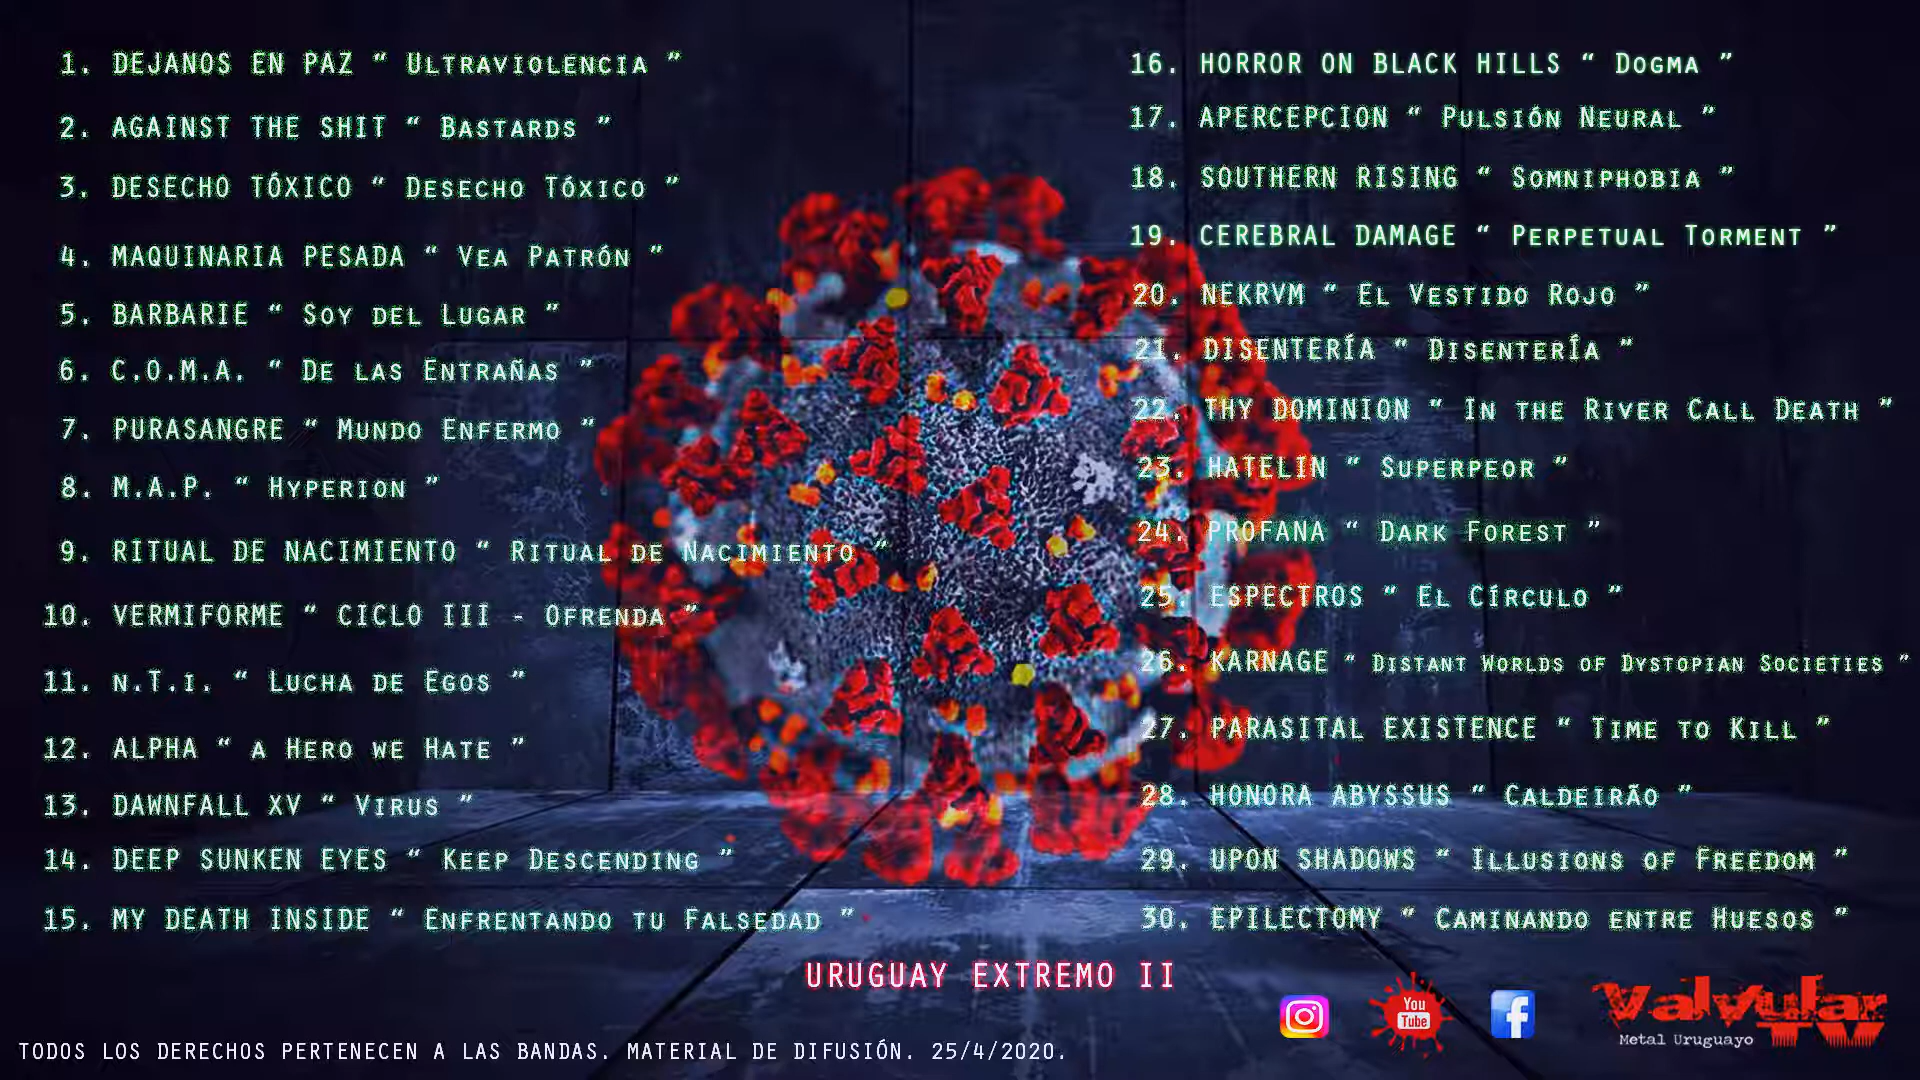 1. DEJANOS EN PAZ “ ULTRAVIOLENCIA ”
2. AGAINST THE SHIT “ BASTARDS ”
3. DESECHO TÓXICO “ DESECHO TÓXICO ”
4. MAQUINARIA PESADA “ VEA PATRÓN ”
5. BARBARIE “ SOY DEL LUGAR ”
6. C.O.M.A. “ DE LAS ENTRAÑAS ”
7. PURASANGRE “ MUNDO ENFERMO ”
8. M.A.P. “ HYPERION ”
9. RITUAL DE NACIMIENTO “ RITUAL DE NACIMIENTO ”
10. VERMIFORME “ CICLO III - OFRENDA ”
11. N.T.I. “ LUCHA DE EGOS ”
12. ALPHA “ A HERO WE HATE ”
13. DAWNFALL XV “ VIRUS ”
14. DEEP SUNKEN EYES “ KEEP DESCENDING ”
15. MY DEATH INSIDE “ ENFRENTANDO TU FALSEDAD ”
16. HORROR ON BLACK HILLS “ DOGMA ”
17. APERCEPCION “ PULSIÓN NEURAL ”
18. SOUTHERN RISING “ SOMNIPHOBIA ”
19. CEREBRAL DAMAGE “ PERPETUAL TORMENT ”
20. NEKRVM “ EL VESTIDO ROJO ”
21. DISENTERÍA “ DISENTERÍA ”
22. THY DOMINION “ IN THE RIVER CALL DEATH ”
23. HATELIN “ SUPERPEOR ”
24. PROFANA “ DARK FOREST ”
25. ESPECTROS “ EL CÍRCULO ”
26. KARNAGE “ DISTANT WORLDS OF DYSTOPIAN SOCIETIES ”
27. PARASITAL EXISTENCE “ TIME TO KILL ”
28. HONORA ABYSSUS “ CALDEIRÃO ”
29. UPON SHADOWS “ ILLUSIONS OF FREEDOM ”
30. EPILECTOMY “ CAMINANDO ENTRE HUESOS ”
URUGUAY EXTREMO II
You
Tube
f
Valvular
TV
Metal Uruguayo
TODOS LOS DERECHOS PERTENECEN A LAS BANDAS. MATERIAL DE DIFUSIÓN. 25/4/2020.